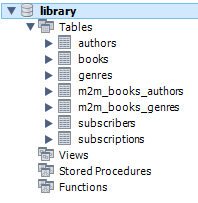 library
Tables
authors
books
genres
m2m_books_authors
m2m_books_genres
subscribers
subscriptions
Views
Stored Procedures
Functions